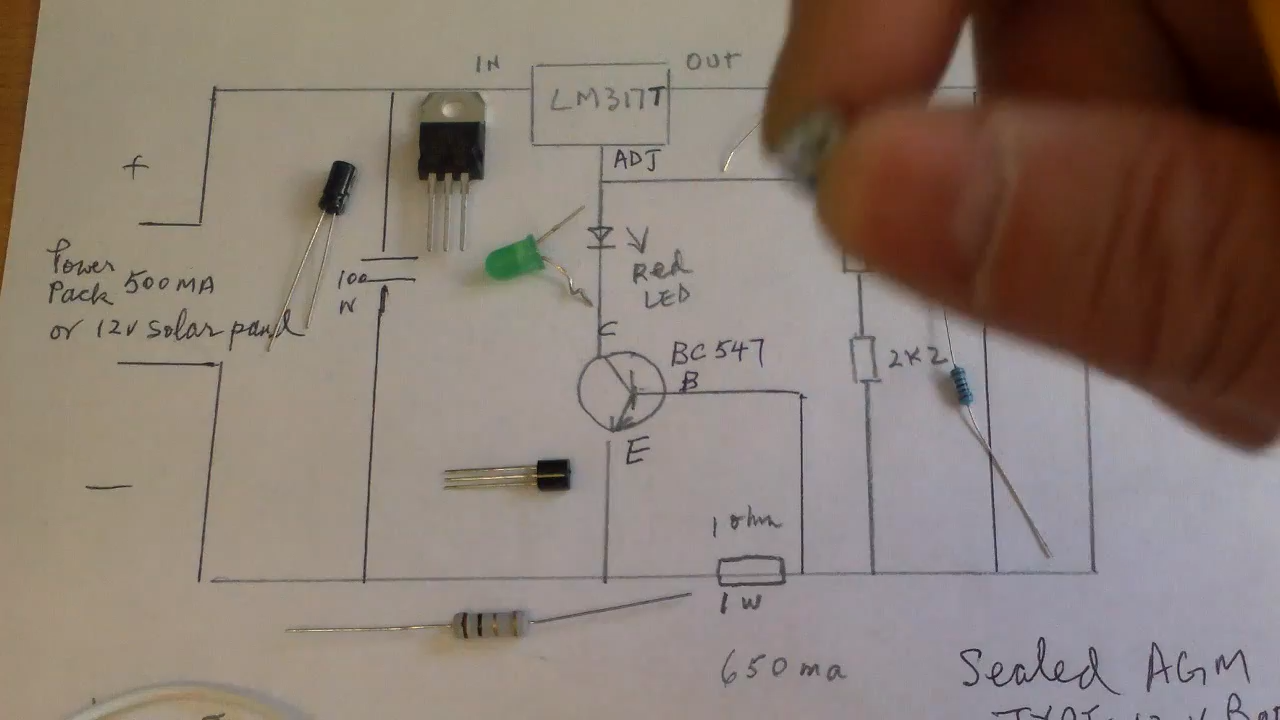 IN
OUT
LM317T
ADJ
+
Power
Pack 500MA
or 12V solar panel
100
Red
LED
C
BC547
B
2K2
E
—
1 ohm
1W
650ma
Sealed AGM